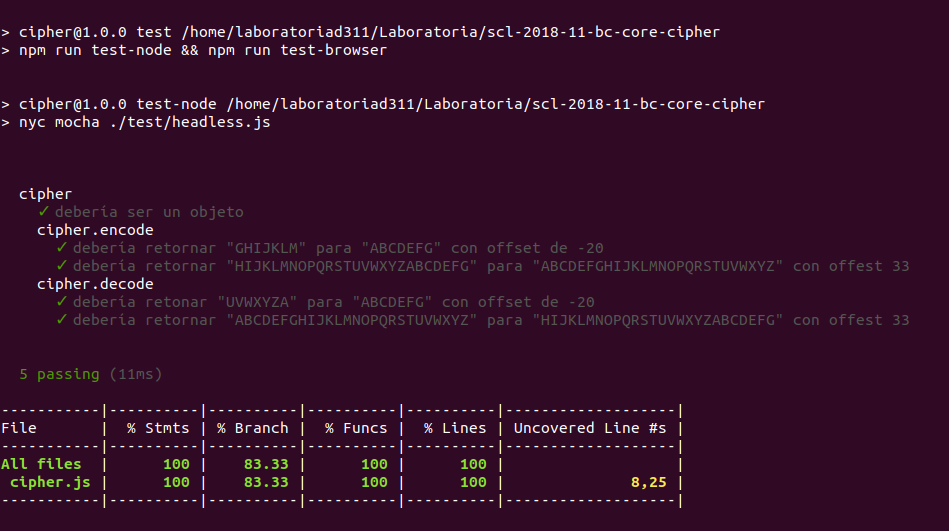 > cipher@1.0.0 test /home/laboratoriad311/Laboratoria/scl-2018-11-bc-core-cipher
> npm run test-node && npm run test-browser
> cipher@1.0.0 test-node /home/laboratoriad311/Laboratoria/scl-2018-11-bc-core-cipher
> nyc mocha ./test/headless.js
cipher
✓ debería ser un objeto
cipher.encode
✓ debería retornar "GHIJKLM" para "ABCDEFG" con offset de -20
✓ debería retornar "HIJKLMNOPQRSTUVWXYZABCDEFG" para "ABCDEFGHIJKLMNOPQRSTUVWXYZ" con offest 33
cipher.decode
✓ debería retonar "UVWXYZA" para "ABCDEFG" con offset de -20
✓ debería retornar "ABCDEFGHIJKLMNOPQRSTUVWXYZ" para "HIJKLMNOPQRSTUVWXYZABCDEFG" con offest 33
5 passing (11ms)
-----------|----------|----------|----------|----------|-------------------|
File       |  % Stmts | % Branch |  % Funcs |  % Lines | Uncovered Line #s |
-----------|----------|----------|----------|----------|-------------------|
All files  |      100 |    83.33 |      100 |      100 |                   |
 cipher.js |      100 |    83.33 |      100 |      100 |              8,25 |
-----------|----------|----------|----------|----------|-------------------|